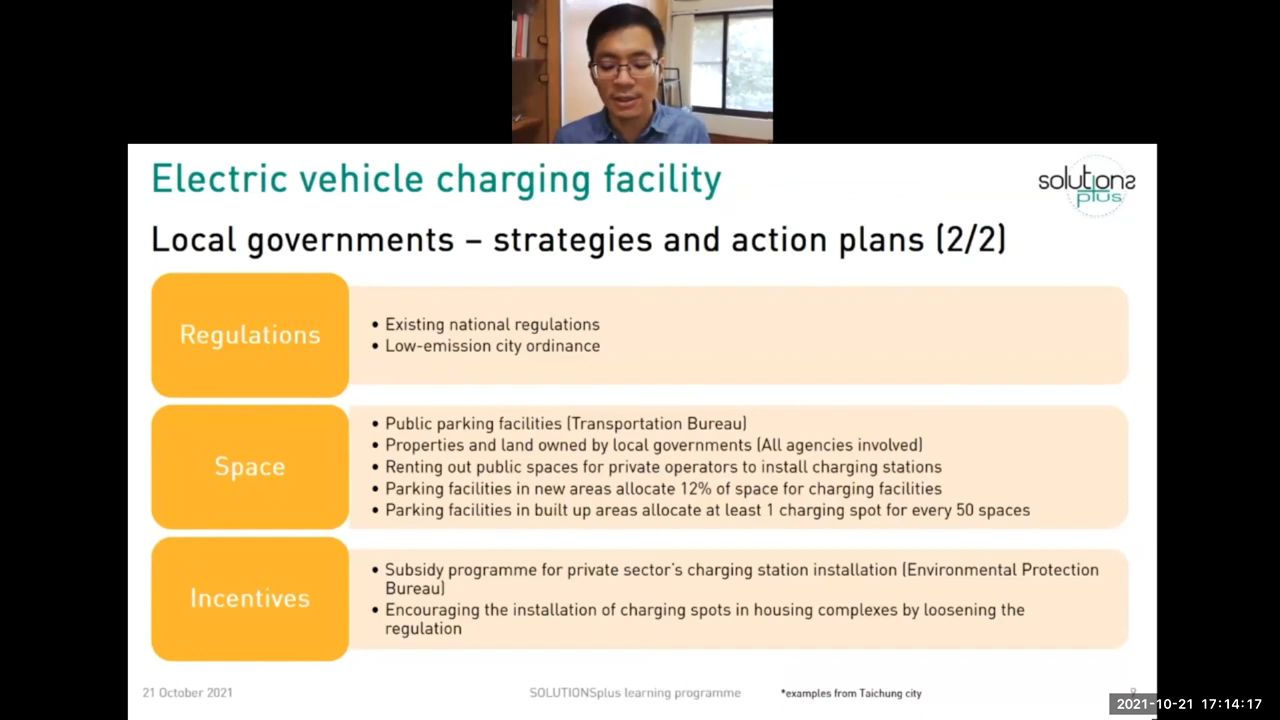 Electric vehicle charging facility
solutions
plus
Local governments – strategies and action plans (2/2)
Regulations
• Existing national regulations
• Low-emission city ordinance
Space
• Public parking facilities (Transportation Bureau)
• Properties and land owned by local governments (All agencies involved)
• Renting out public spaces for private operators to install charging stations
• Parking facilities in new areas allocate 12% of space for charging facilities
• Parking facilities in built up areas allocate at least 1 charging spot for every 50 spaces
Incentives
• Subsidy programme for private sector's charging station installation (Environmental Protection
Bureau)
• Encouraging the installation of charging spots in housing complexes by loosening the
regulation
21 October 2021
SOLUTIONSplus learning programme
*examples from Taichung city
2021-10-21 17:14:17